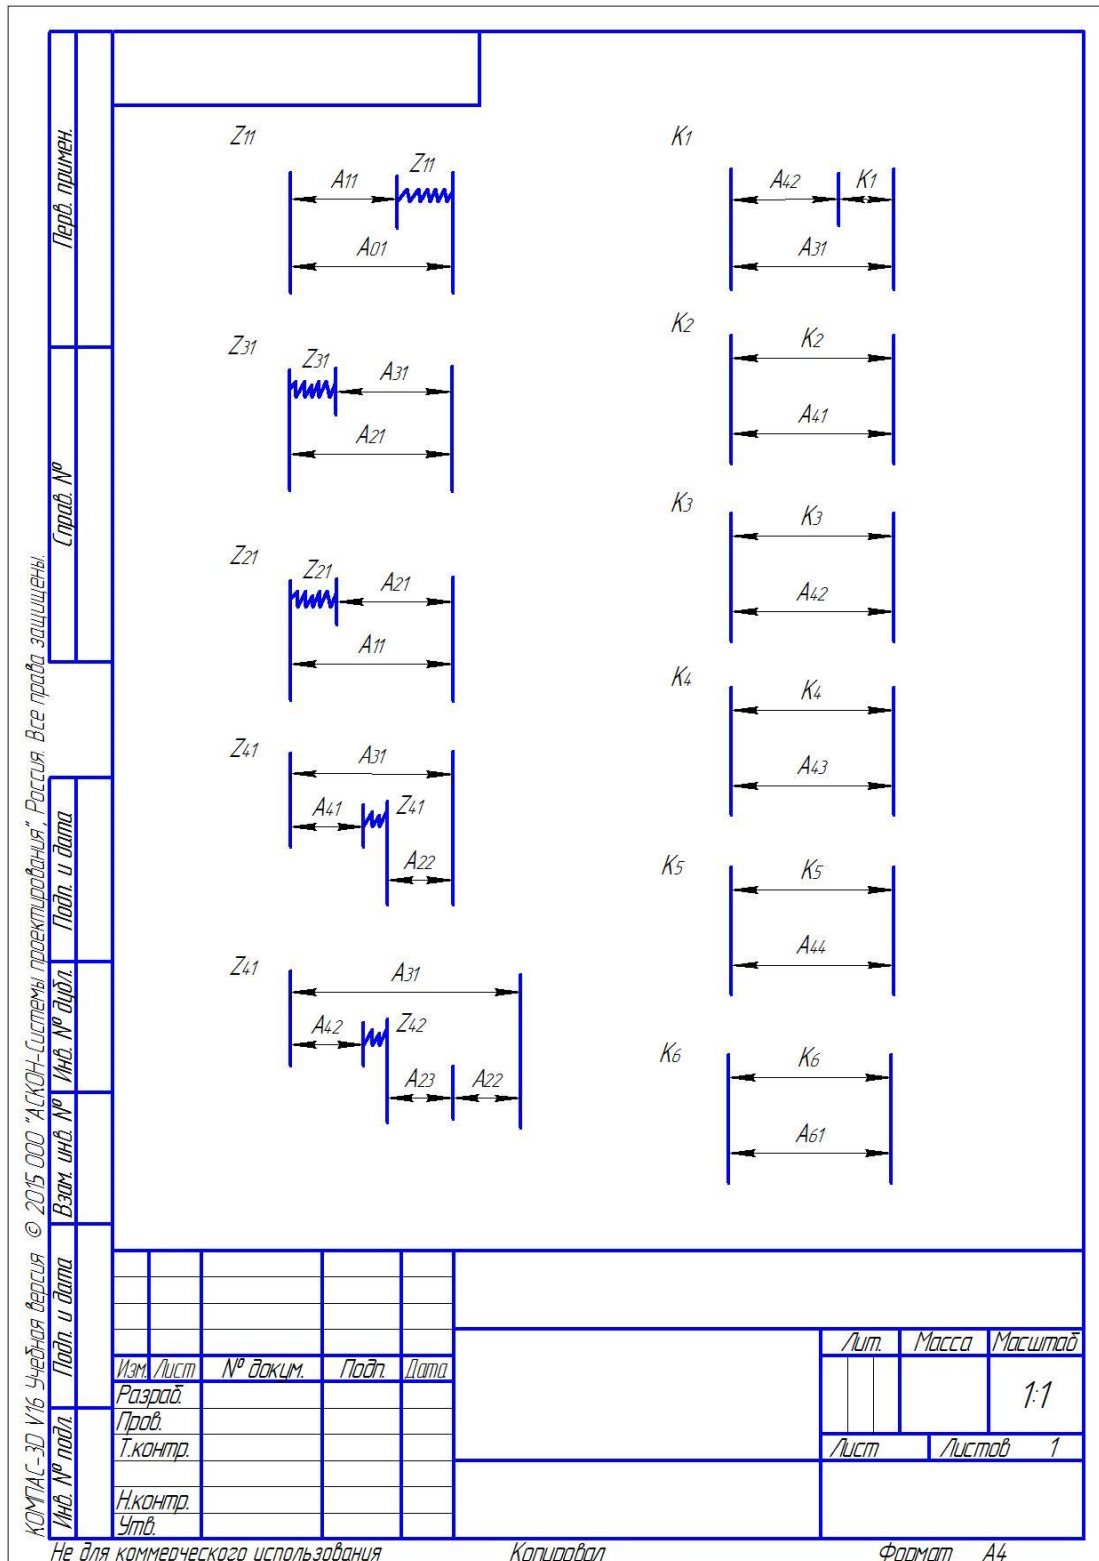 Z11
Z11
A11
A01
Z31
Z31
A31
A21
Z21
Z21
A21
A11
Z41
A31
A41
Z41
A22
Z41
A31
A42
Z42
A23
A22
K1
A42
K1
A31
K2
K2
A41
K3
K3
A42
K4
K4
A43
K5
K5
A44
K6
K6
A61
Перв. примен.
Справ. №
Подп. и дата
Инв. № дубл.
Взам. инв. №
Подп. и дата
Инв. № подл.
КОМПАС-3D V16 Учебная версия © 2015 ООО "АСКОН-Системы проектирования", Россия. Все права защищены.
Изм. Лист № докум. Подп. Дата
Разраб.
Пров.
Т.контр.
Н.контр.
Утв.
Лит. Масса Масштаб
1:1
Лист Листов 1
Не для коммерческого использования Копировал Формат А4